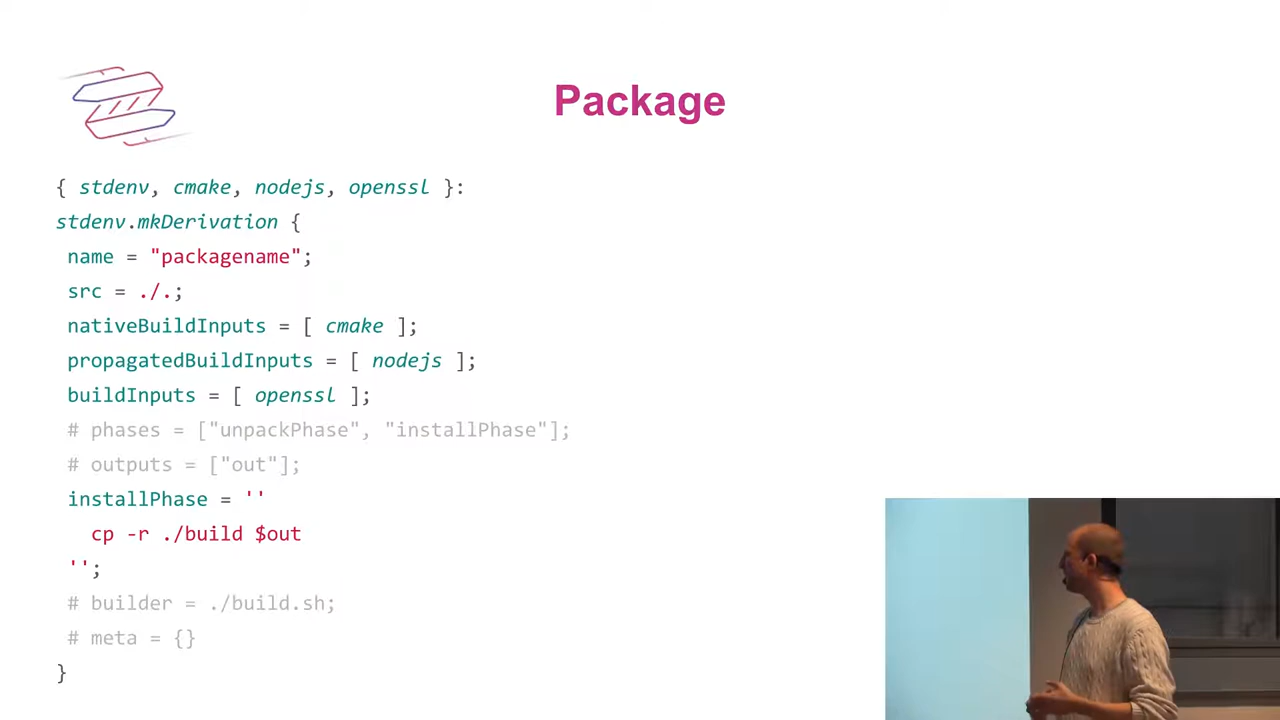 Package
{ stdenv, cmake, nodejs, openssl }:
stdenv.mkDerivation {
name = "packagename";
src = ./.;
nativeBuildInputs = [ cmake ];
propagatedBuildInputs = [ nodejs ];
buildInputs = [ openssl ];
# phases = ["unpackPhase", "installPhase"];
# outputs = ["out"];
installPhase = ''
cp -r ./build $out
'';
# builder = ./build.sh;
# meta = {}
}